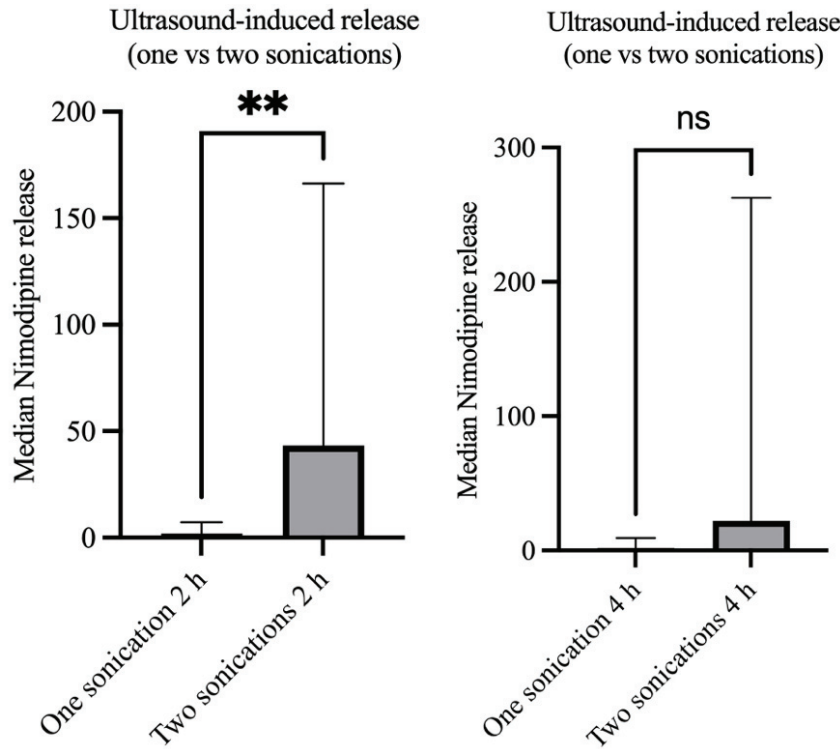 Ultrasound-induced release
(one vs two sonications)
**
200
150
100
50
0
Median Nimodipine release
One sonication 2 h
Two sonications 2 h
Ultrasound-induced release
(one vs two sonications)
ns
300
200
100
0
Median Nimodipine release
One sonication 4 h
Two sonications 4 h